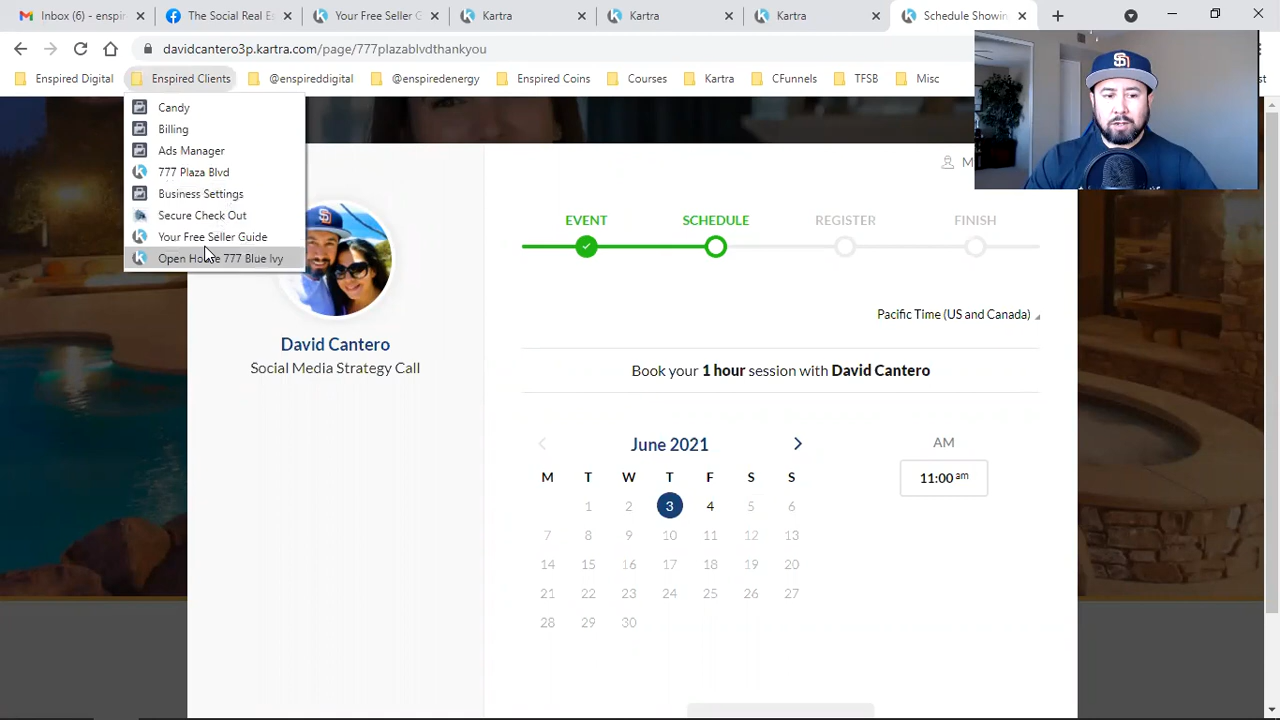 Inbox (6) - enspir
The Social Real Es
Your Free Seller G
Kartra
Kartra
Kartra
Schedule Showin
davidcantero3p.kartra.com/page/777plazablvdthankyou
Enspired Digital
Enspired Clients
@enspireddigital
@enspiredenergy
Enspired Coins
Courses
Kartra
CFunnels
TFSB
Misc
Candy
Billing
Ads Manager
777 Plaza Blvd
Business Settings
Secure Check Out
Your Free Seller Guide
Open House 777 Blue Ivy
David Cantero
Social Media Strategy Call
EVENT SCHEDULE REGISTER FINISH
Pacific Time (US and Canada)
Book your 1 hour session with David Cantero
June 2021
M T W T F S S
1 2 3 4 5 6
7 8 9 10 11 12 13
14 15 16 17 18 19 20
21 22 23 24 25 26 27
28 29 30
AM
11:00 am